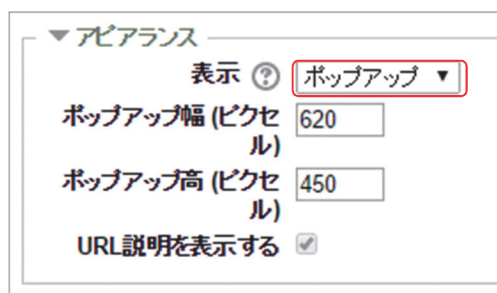 アピアランス
表示 ポップアップ
ポップアップ幅 (ピクセ
ル) 620
ポップアップ高 (ピクセ
ル) 450
URL説明を表示する